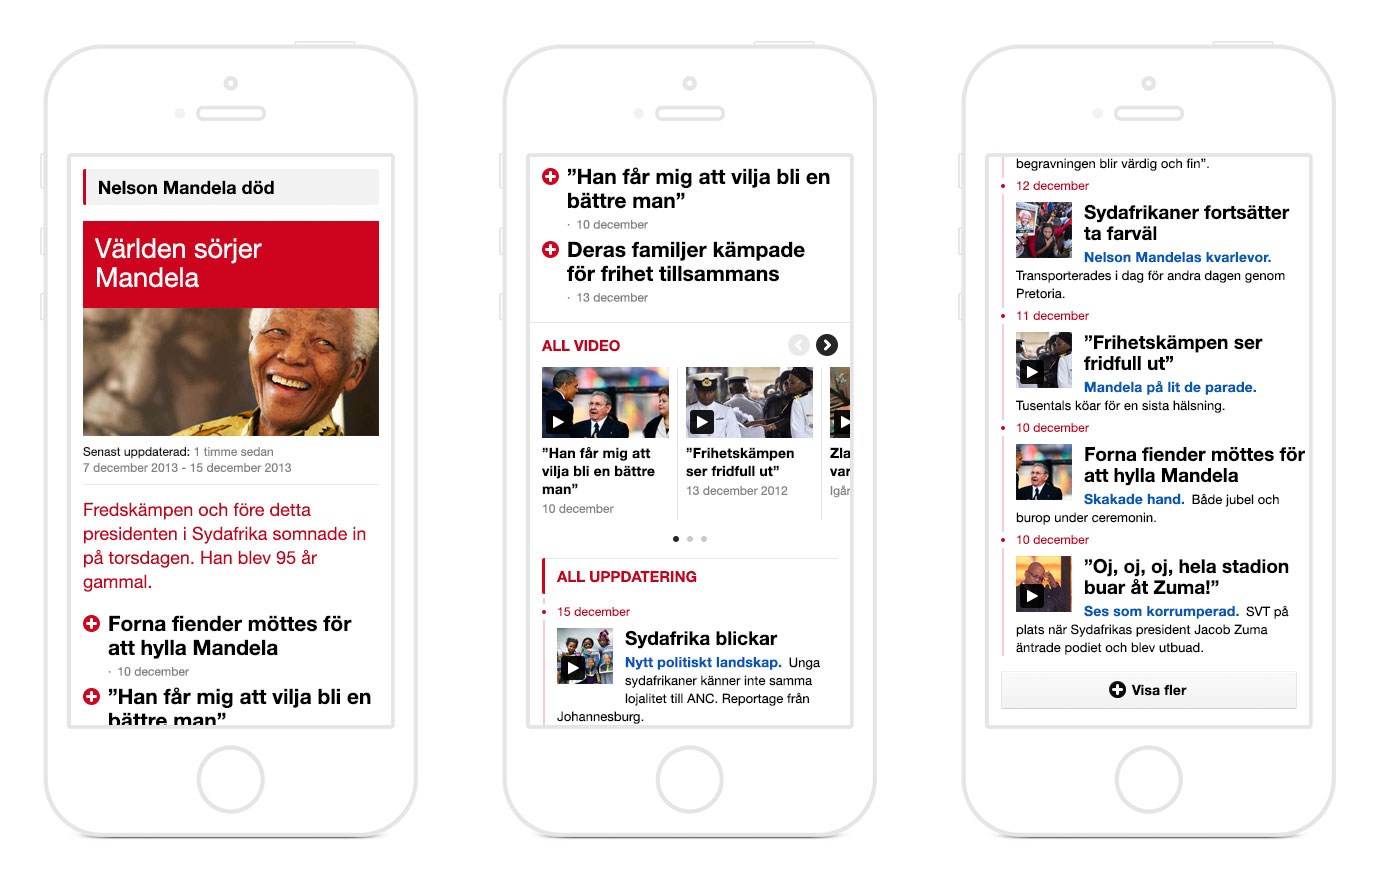 Nelson Mandela död
Världen sörjer
Mandela
Senast uppdaterad: 1 timme sedan
7 december 2013 - 15 december 2013
Fredskämpen och före detta
presidenten i Sydafrika somnade in
på torsdagen. Han blev 95 år
gammal.
Forna fiender möttes för
att hylla Mandela
· 10 december
”Han får mig att vilja bli en
bättre man”
”Han får mig att vilja bli en
bättre man”
· 10 december
Deras familjer kämpade
för frihet tillsammans
· 13 december
ALL VIDEO
”Han får mig att
vilja bli en bättre
man”
10 december
”Frihetskämpen
ser fridfull ut”
13 december 2012
Zla
var
Igår
ALL UPPDATERING
15 december
Sydafrika blickar
Nytt politiskt landskap. Unga
sydafrikaner känner inte samma
lojalitet till ANC. Reportage från
Johannesburg.
begravningen blir värdig och fin”.
12 december
Sydafrikaner fortsätter
ta farväl
Nelson Mandelas kvarlevor.
Transporterades i dag för andra dagen genom
Pretoria.
11 december
”Frihetskämpen ser
fridfull ut”
Mandela på lit de parade.
Tusentals köar för en sista hälsning.
10 december
Forna fiender möttes för
att hylla Mandela
Skakade hand. Både jubel och
burop under ceremonin.
10 december
”Oj, oj, oj, hela stadion
buar åt Zuma!”
Ses som korrumperad. SVT på
plats när Sydafrikas president Jacob Zuma
äntrade podiet och blev utbuad.
Visa fler